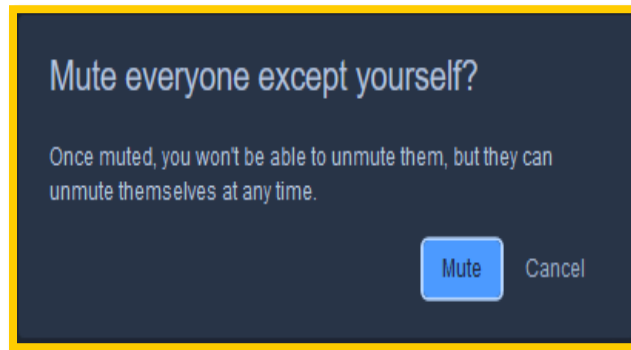 Mute everyone except yourself?
Once muted, you won't be able to unmute them, but they can
unmute themselves at any time.
Mute Cancel